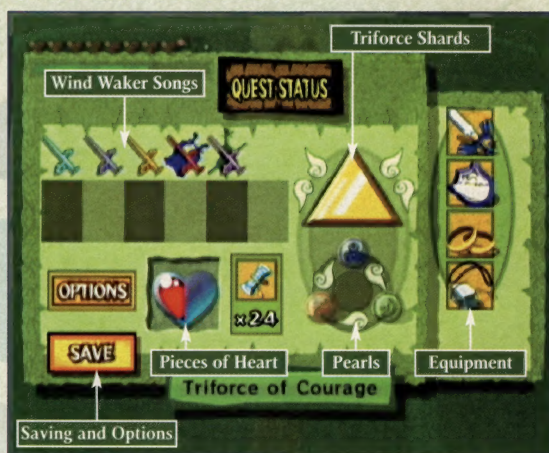 Triforce Shards
Wind Waker Songs
QUEST STATUS
OPTIONS
×24
SAVE
Pieces of Heart
Pearls
Equipment
Triforce of Courage
Saving and Options